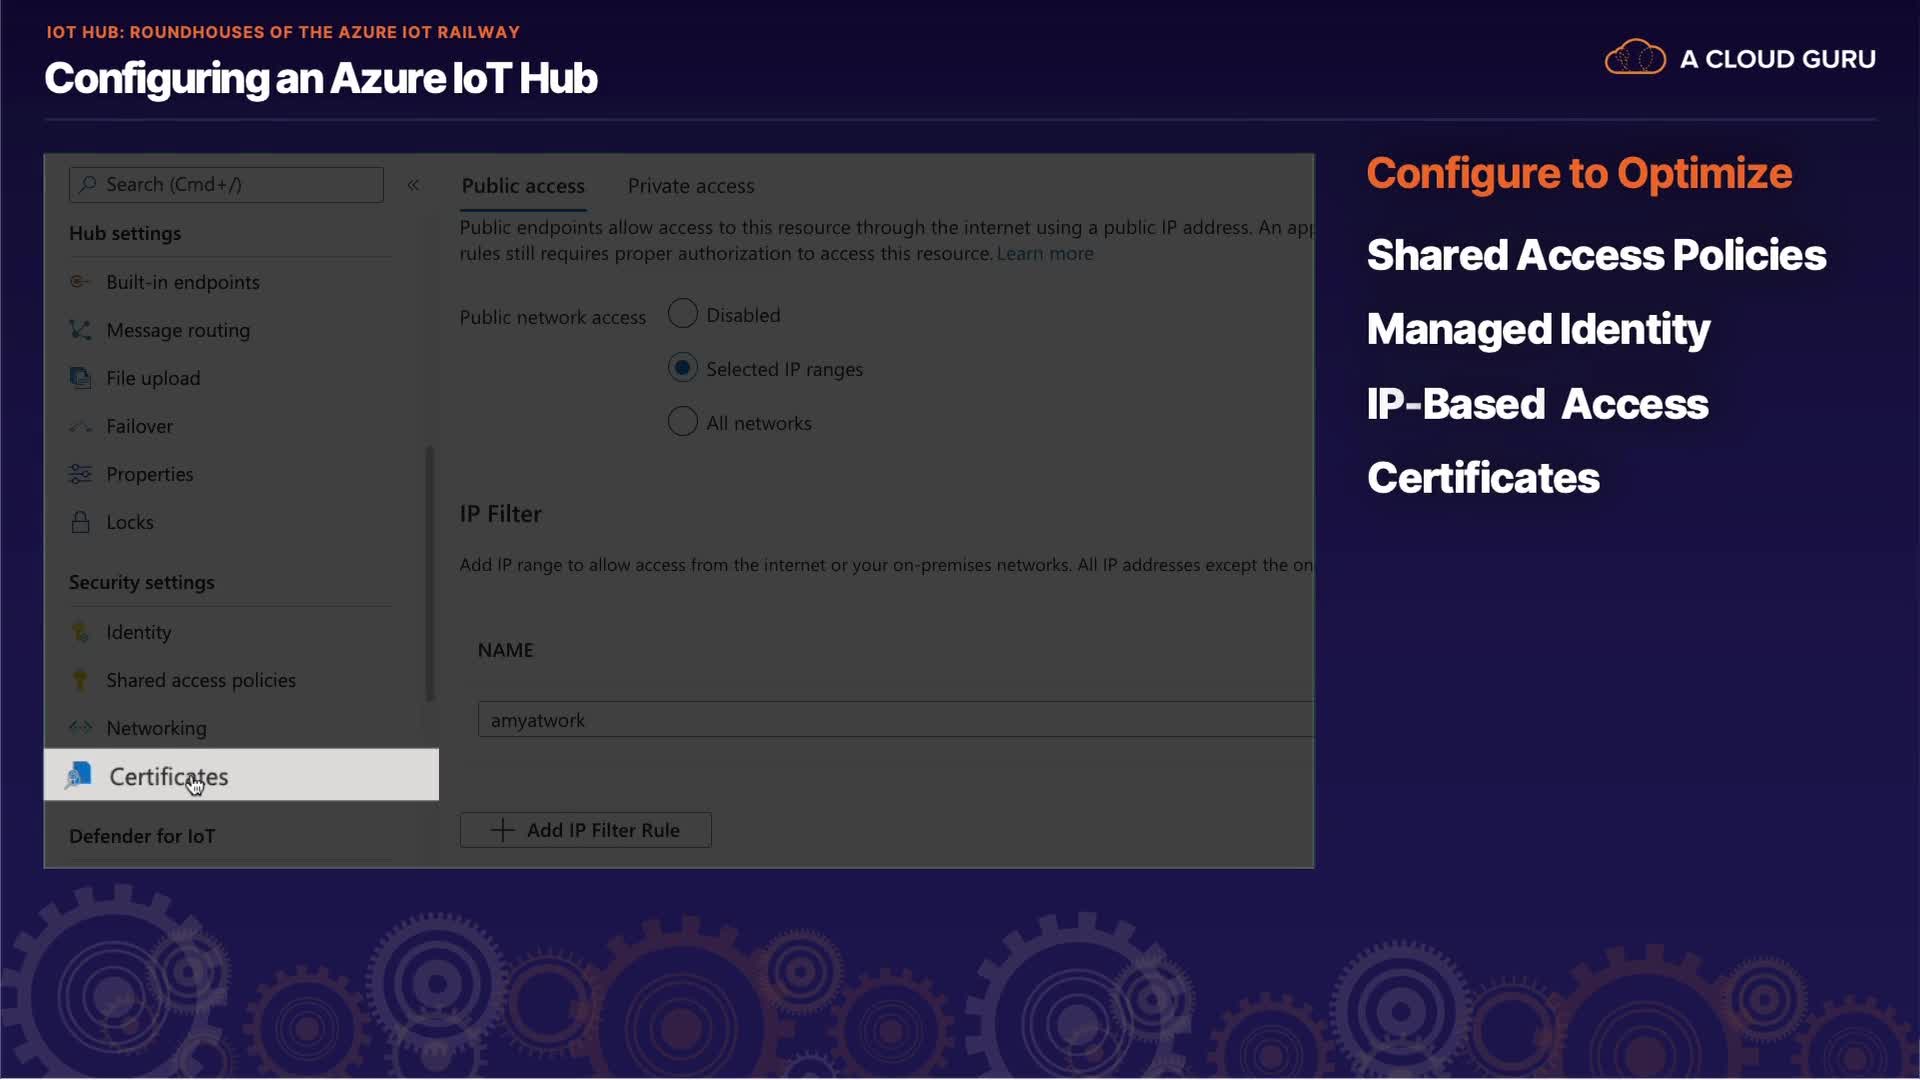 IOT HUB: ROUNDHOUSES OF THE AZURE IOT RAILWAY
Configuring an Azure IoT Hub
A CLOUD GURU
Search (Cmd+/)
«
Hub settings
Built-in endpoints
Message routing
File upload
Failover
Properties
Locks
Security settings
Identity
Shared access policies
Networking
Certificates
Defender for IoT
Public access
Private access
Public endpoints allow access to this resource through the internet using a public IP address. An app
rules still requires proper authorization to access this resource. Learn more
Public network access
Disabled
Selected IP ranges
All networks
IP Filter
Add IP range to allow access from the internet or your on-premises networks. All IP addresses except the on
NAME
amyatwork
Add IP Filter Rule
Configure to Optimize
Shared Access Policies
Managed Identity
IP-Based Access
Certificates